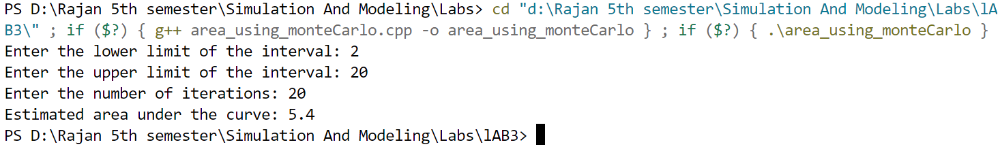 PS D:\Rajan 5th semester\Simulation And Modeling\Labs> cd "d:\Rajan 5th semester\Simulation And Modeling\Labs\lA
B3\" ; if ($?) { g++ area_using_monteCarlo.cpp -o area_using_monteCarlo } ; if ($?) { .\area_using_monteCarlo }
Enter the lower limit of the interval: 2
Enter the upper limit of the interval: 20
Enter the number of iterations: 20
Estimated area under the curve: 5.4
PS D:\Rajan 5th semester\Simulation And Modeling\Labs\lAB3>